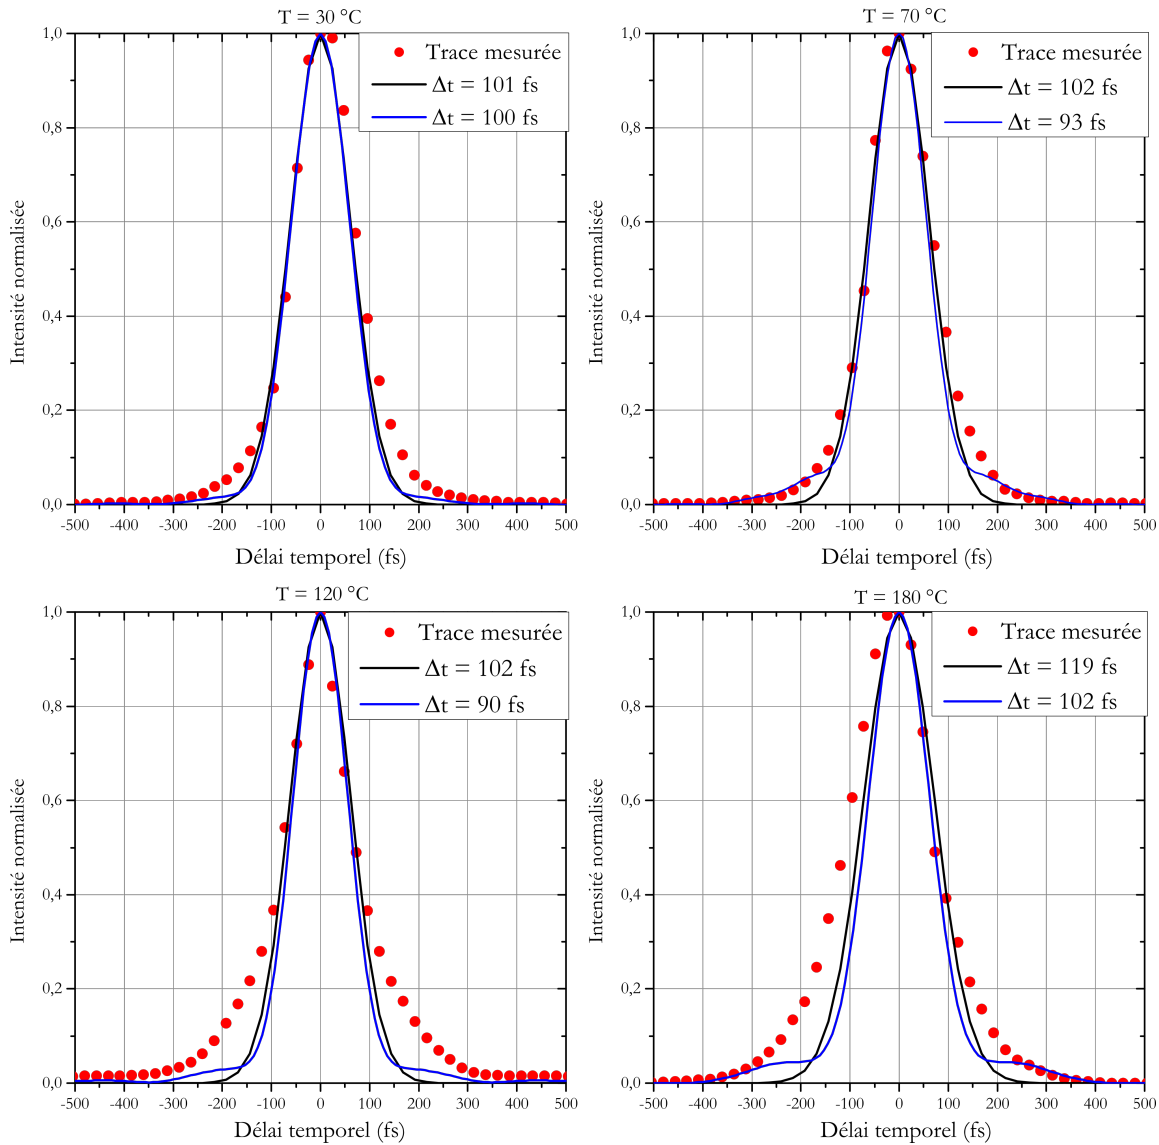 T = 30 °C
1,0
0,8
0,6
0,4
0,2
0,0
Intensité normalisée
Trace mesurée
Δt = 101 fs
Δt = 100 fs
-500 -400 -300 -200 -100 0 100 200 300 400 500
Délai temporel (fs)
T = 70 °C
1,0
0,8
0,6
0,4
0,2
0,0
Intensité normalisée
Trace mesurée
Δt = 102 fs
Δt = 93 fs
-500 -400 -300 -200 -100 0 100 200 300 400 500
Délai temporel (fs)
T = 120 °C
1,0
0,8
0,6
0,4
0,2
0,0
Intensité normalisée
Trace mesurée
Δt = 102 fs
Δt = 90 fs
-500 -400 -300 -200 -100 0 100 200 300 400 500
Délai temporel (fs)
T = 180 °C
1,0
0,8
0,6
0,4
0,2
0,0
Intensité normalisée
Trace mesurée
Δt = 119 fs
Δt = 102 fs
-500 -400 -300 -200 -100 0 100 200 300 400 500
Délai temporel (fs)